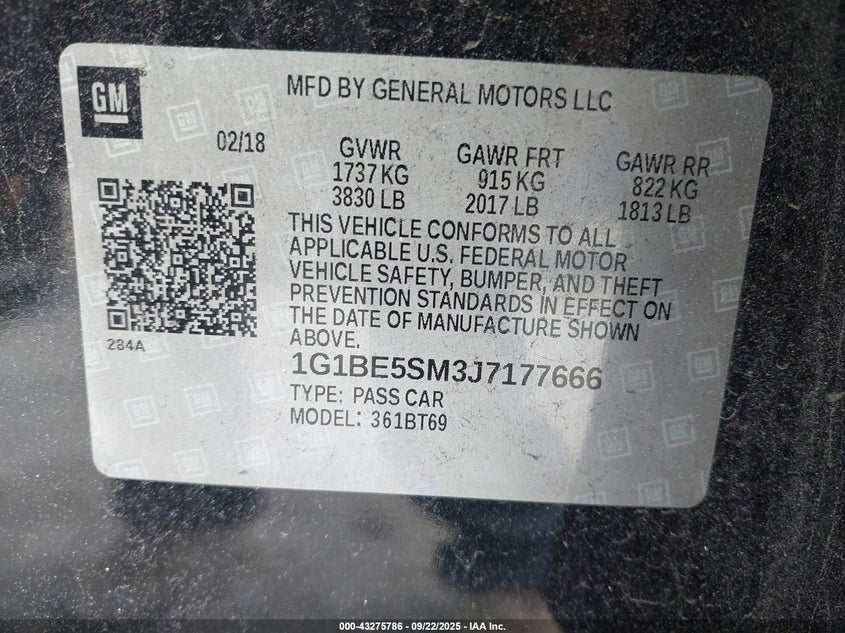 GM
MFD BY GENERAL MOTORS LLC
02/18
GVWR
1737 KG
3830 LB
GAWR FRT
915 KG
2017 LB
GAWR RR
822 KG
1813 LB
THIS VEHICLE CONFORMS TO ALL
APPLICABLE U.S. FEDERAL MOTOR
VEHICLE SAFETY, BUMPER, AND THEFT
PREVENTION STANDARDS IN EFFECT ON
THE DATE OF MANUFACTURE SHOWN
ABOVE.
284A
1G1BE5SM3J7177666
TYPE: PASS CAR
MODEL: 361BT69
000-43275786 - 09/22/2025 - IAA Inc.